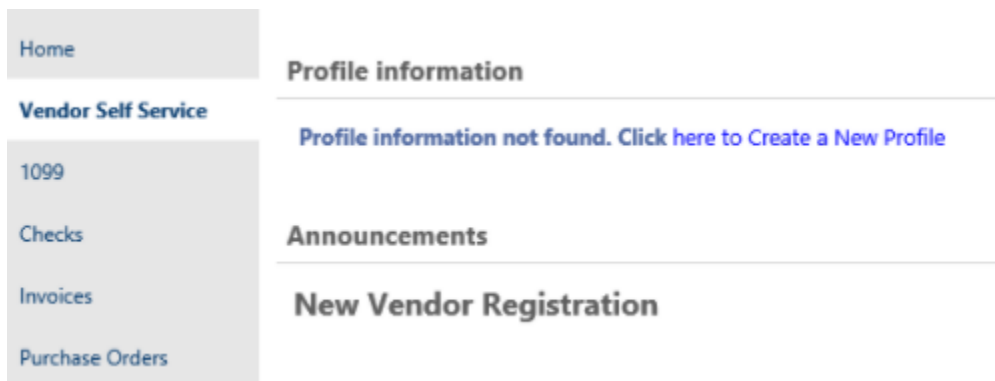 Home
Vendor Self Service
1099
Checks
Invoices
Purchase Orders
Profile information
Profile information not found. Click here to Create a New Profile
Announcements
New Vendor Registration